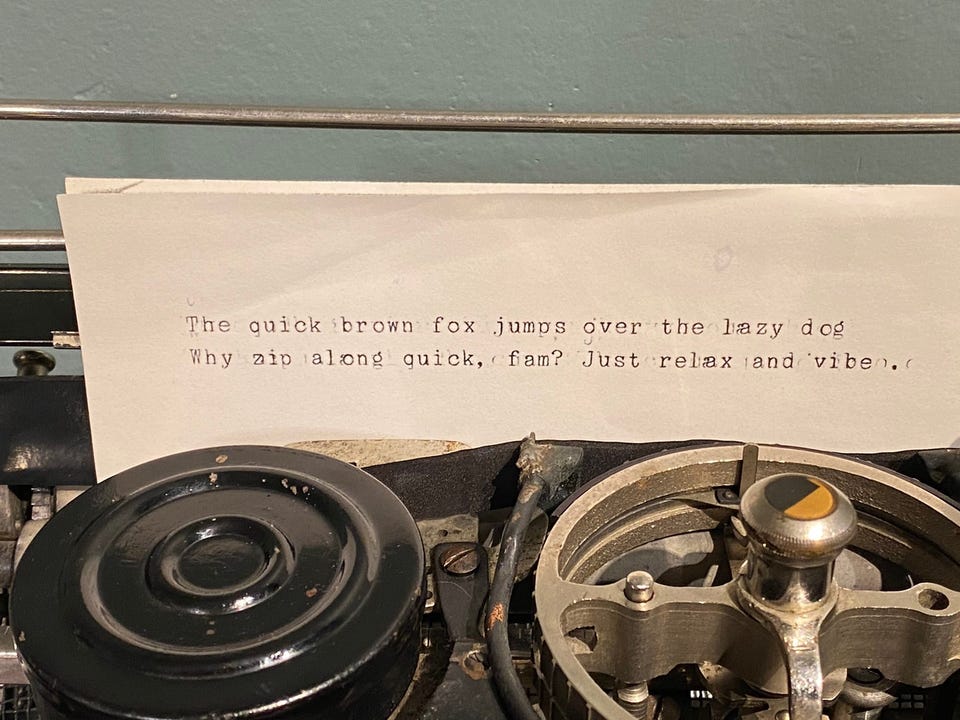 The quick brown fox jumps over the lazy dog
Why zip along quick, fam? Just relax and vibe.